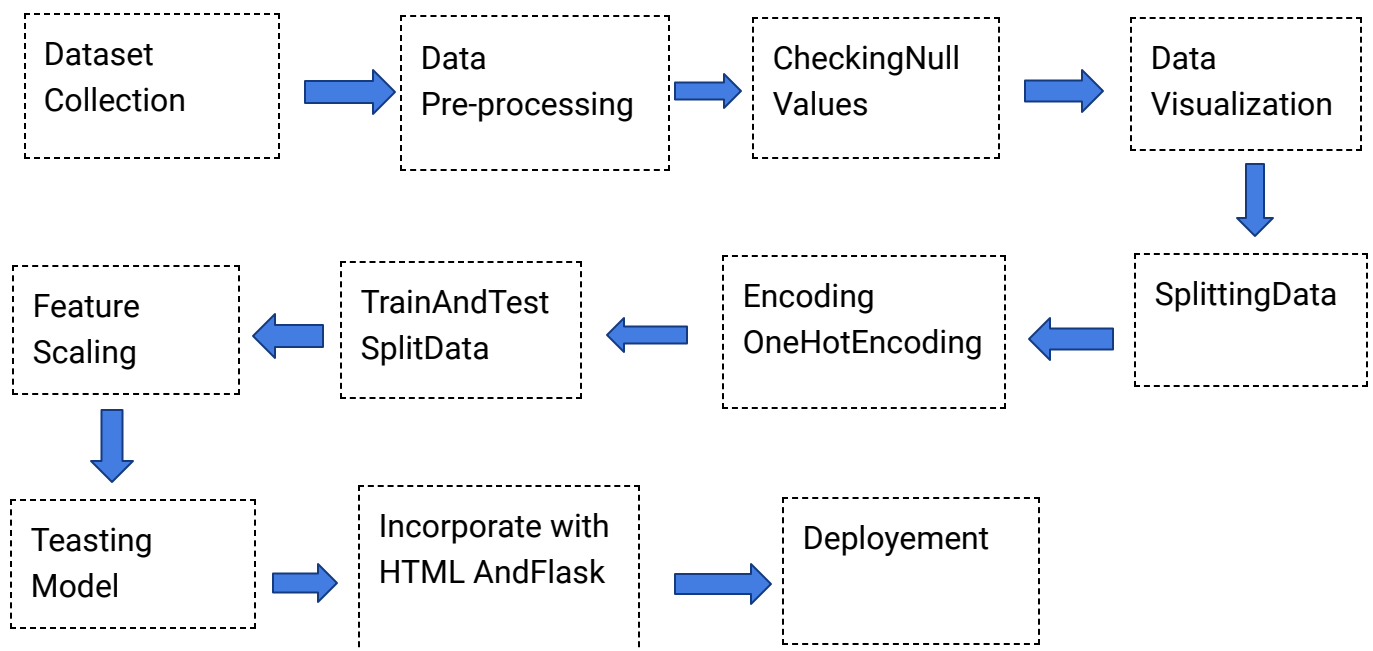 Dataset
Collection
Data
Pre-processing
CheckingNull
Values
Data
Visualization
SplittingData
Encoding
OneHotEncoding
TrainAndTest
SplitData
Feature
Scaling
Teasting
Model
Incorporate with
HTML AndFlask
Deployement